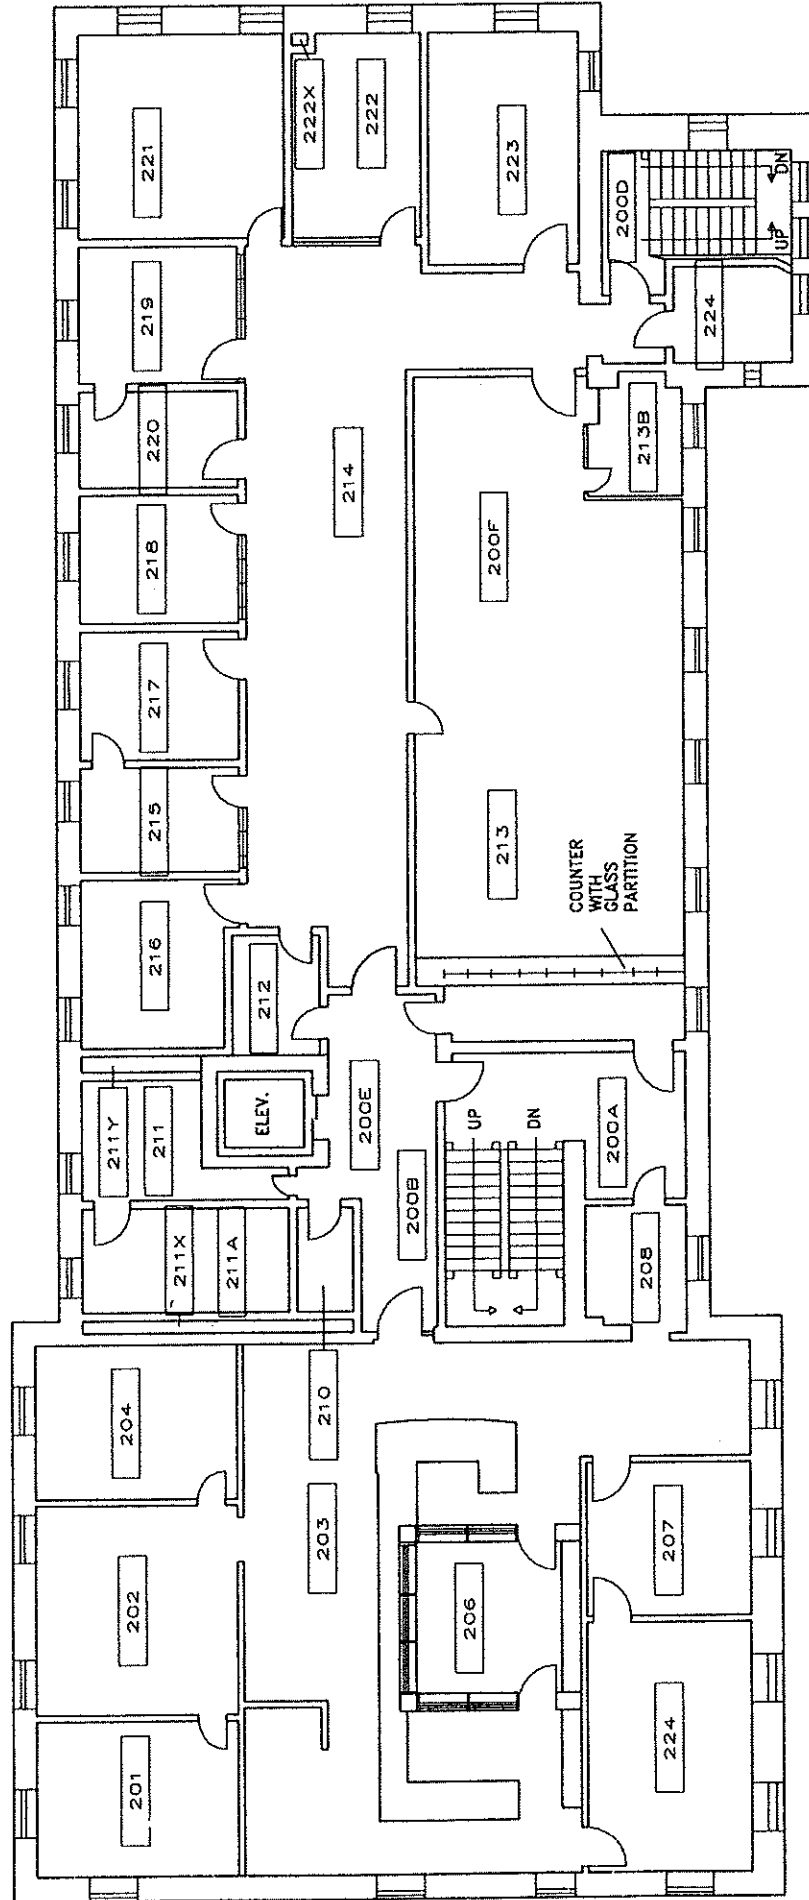 221
222X
222
223
200D
DN
UP
219
220
224
214
213B
218
200F
217
215
213
COUNTER
WITH
GLASS
PARTITION
216
212
211Y
211
ELEV.
200E
UP
DN
200A
200B
211X
211A
208
204
210
203
202
207
206
201
224